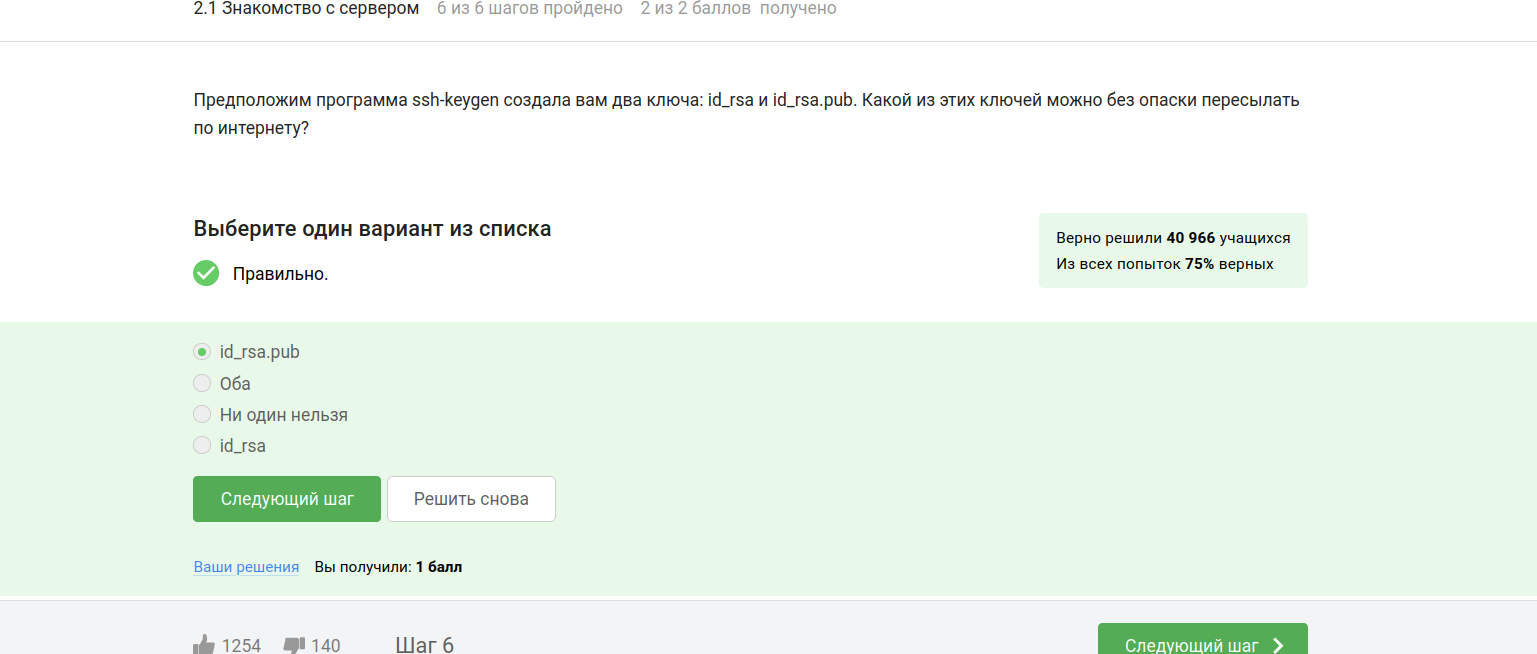 2.1 Знакомство с сервером 6 из 6 шагов пройдено 2 из 2 баллов получено
Предположим программа ssh-keygen создала вам два ключа: id_rsa и id_rsa.pub. Какой из этих ключей можно без опаски пересылать
по интернету?
Выберите один вариант из списка
Правильно.
Верно решили 40 966 учащихся
Из всех попыток 75% верных
id_rsa.pub
Оба
Ни один нельзя
id_rsa
Следующий шаг Решить снова
Ваши решения Вы получили: 1 балл
1254 140 Шаг 6 Следующий шаг